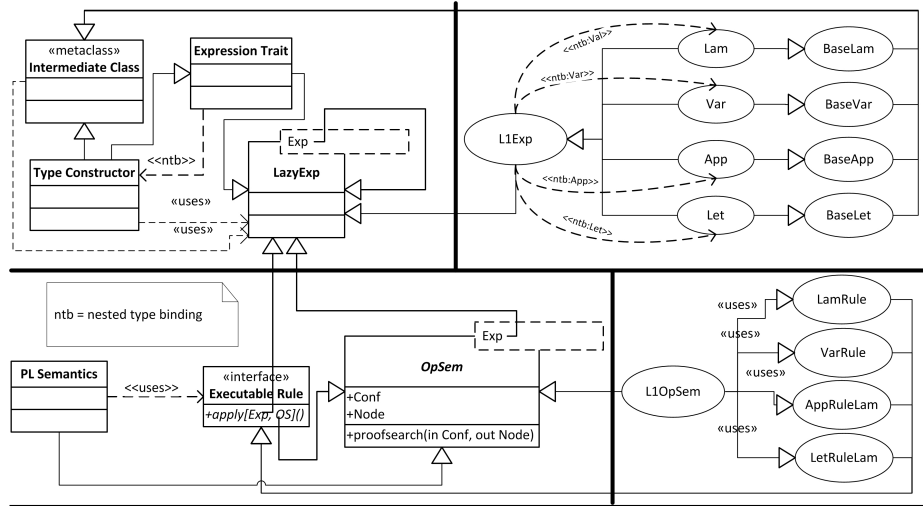 «metaclass»
Intermediate Class
Expression Trait
Type Constructor
<<ntb>>
«uses»
«uses»
Exp
LazyExp
L1Exp
<<ntb:Val>>
<<ntb:Var>>
<<ntb:App>>
<<ntb:Let>>
Lam
BaseLam
Var
BaseVar
App
BaseApp
Let
BaseLet
ntb = nested type binding
PL Semantics
<<uses>>
«interface»
Executable Rule
+apply[Exp, OS]()
Exp
OpSem
+Conf
+Node
+proofsearch(in Conf, out Node)
L1OpSem
«uses»
«uses»
«uses»
«uses»
LamRule
VarRule
AppRuleLam
LetRuleLam